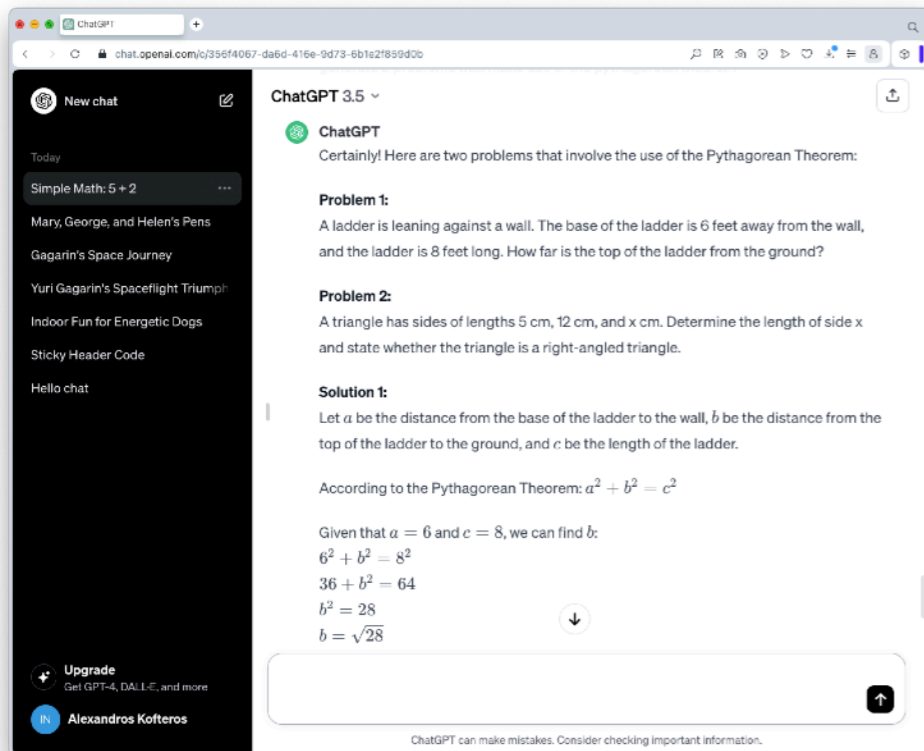 ChatGPT
chat.openai.com/c/356f4067-da6d-416e-9d73-6b1e2f859d0b
New chat
Today
Simple Math: 5 + 2
Mary, George, and Helen's Pens
Gagarin's Space Journey
Yuri Gagarin's Spaceflight Triumph
Indoor Fun for Energetic Dogs
Sticky Header Code
Hello chat
Upgrade
Get GPT-4, DALL-E, and more
IN
Alexandros Kofteros
ChatGPT 3.5
ChatGPT
Certainly! Here are two problems that involve the use of the Pythagorean Theorem:
Problem 1:
A ladder is leaning against a wall. The base of the ladder is 6 feet away from the wall,
and the ladder is 8 feet long. How far is the top of the ladder from the ground?
Problem 2:
A triangle has sides of lengths 5 cm, 12 cm, and x cm. Determine the length of side x
and state whether the triangle is a right-angled triangle.
Solution 1:
Let a be the distance from the base of the ladder to the wall, b be the distance from the
top of the ladder to the ground, and c be the length of the ladder.
According to the Pythagorean Theorem: a² + b² = c²
Given that a = 6 and c = 8, we can find b:
6² + b² = 8²
36 + b² = 64
b² = 28
b = √28
ChatGPT can make mistakes. Consider checking important information.